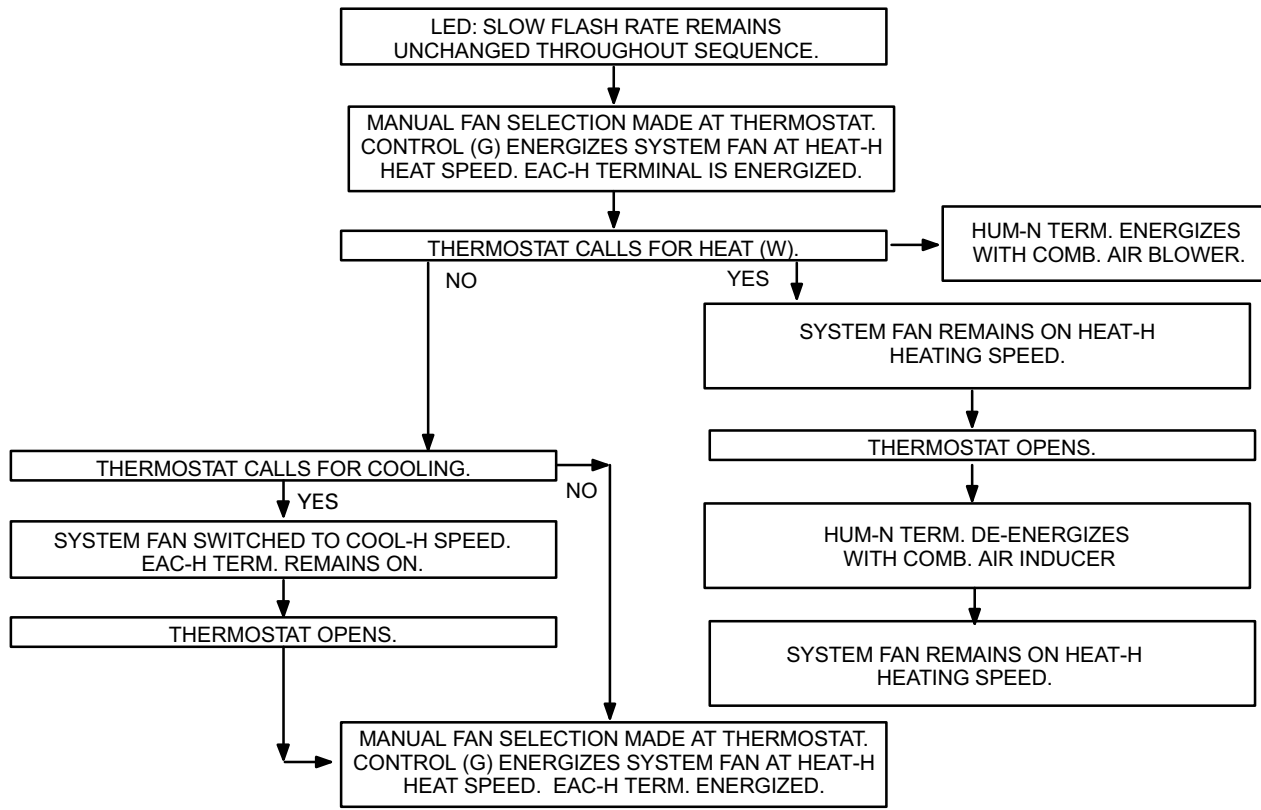 LED: SLOW FLASH RATE REMAINS
UNCHANGED THROUGHOUT SEQUENCE.
MANUAL FAN SELECTION MADE AT THERMOSTAT.
CONTROL (G) ENERGIZES SYSTEM FAN AT HEAT-H
HEAT SPEED. EAC-H TERMINAL IS ENERGIZED.
THERMOSTAT CALLS FOR HEAT (W).
HUM-N TERM. ENERGIZES
WITH COMB. AIR BLOWER.
NO
YES
SYSTEM FAN REMAINS ON HEAT-H
HEATING SPEED.
THERMOSTAT OPENS.
HUM-N TERM. DE-ENERGIZES
WITH COMB. AIR INDUCER
SYSTEM FAN REMAINS ON HEAT-H
HEATING SPEED.
THERMOSTAT CALLS FOR COOLING.
NO
YES
SYSTEM FAN SWITCHED TO COOL-H SPEED.
EAC-H TERM. REMAINS ON.
THERMOSTAT OPENS.
MANUAL FAN SELECTION MADE AT THERMOSTAT.
CONTROL (G) ENERGIZES SYSTEM FAN AT HEAT-H
HEAT SPEED. EAC-H TERM. ENERGIZED.